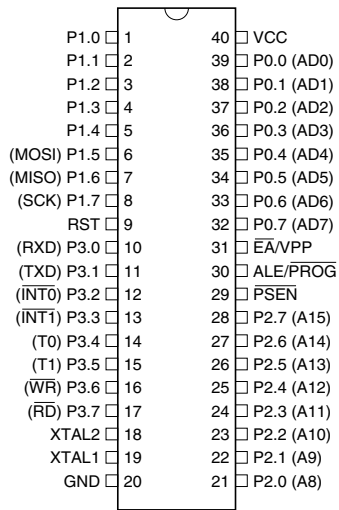 P1.0 1 40 VCC
P1.1 2 39 P0.0 (AD0)
P1.2 3 38 P0.1 (AD1)
P1.3 4 37 P0.2 (AD2)
P1.4 5 36 P0.3 (AD3)
(MOSI) P1.5 6 35 P0.4 (AD4)
(MISO) P1.6 7 34 P0.5 (AD5)
(SCK) P1.7 8 33 P0.6 (AD6)
RST 9 32 P0.7 (AD7)
(RXD) P3.0 10 31 E̅A̅/VPP
(TXD) P3.1 11 30 ALE/P̅R̅O̅G̅
(I̅N̅T̅0̅) P3.2 12 29 P̅S̅E̅N̅
(I̅N̅T̅1̅) P3.3 13 28 P2.7 (A15)
(T0) P3.4 14 27 P2.6 (A14)
(T1) P3.5 15 26 P2.5 (A13)
(W̅R̅) P3.6 16 25 P2.4 (A12)
(R̅D̅) P3.7 17 24 P2.3 (A11)
XTAL2 18 23 P2.2 (A10)
XTAL1 19 22 P2.1 (A9)
GND 20 21 P2.0 (A8)